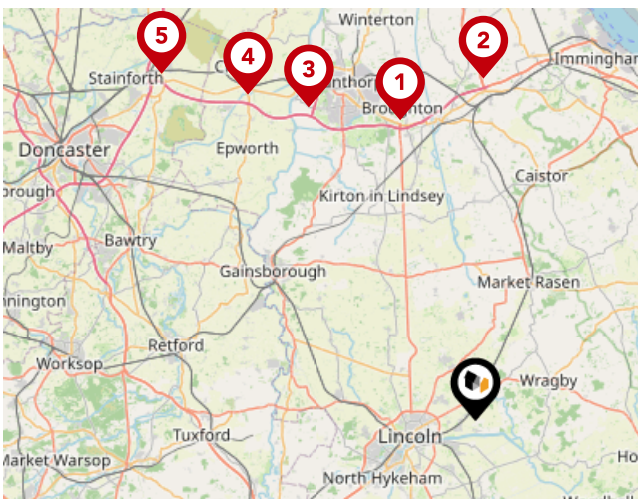 Winterton
5
4
3
1
2
Immingham
Stainforth
Doncaster
Epworth
Caistor
Kirton in Lindsey
Bawtry
Maltby
Gainsborough
Market Rasen
Retford
Worksop
Wragby
Tuxford
Lincoln
Market Warsop
North Hykeham